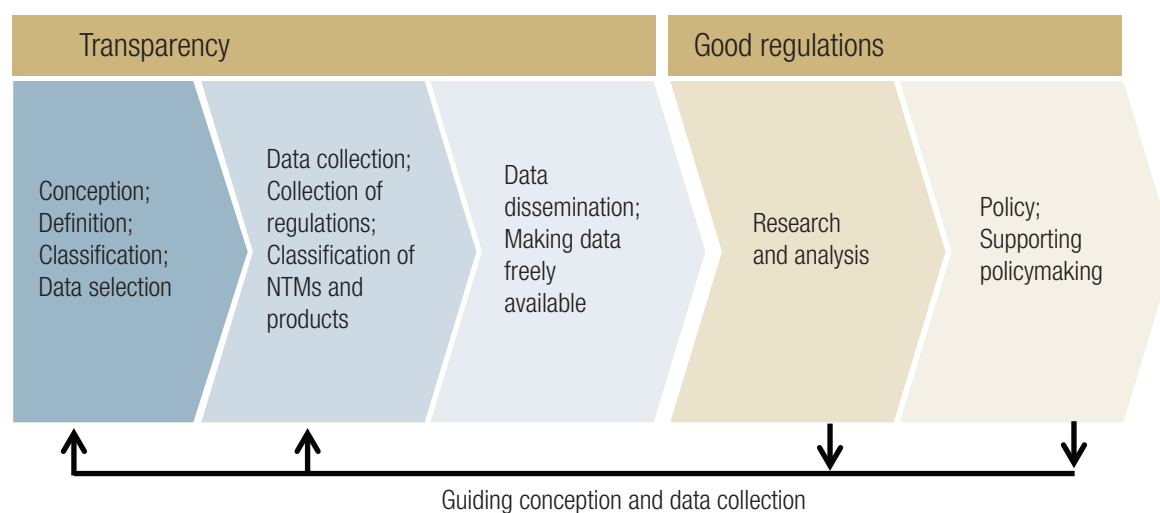 Transparency
Good regulations
Conception;
Definition;
Classification;
Data selection
Data collection;
Collection of
regulations;
Classification of
NTMs and
products
Data
dissemination;
Making data
freely
available
Research
and analysis
Policy;
Supporting
policymaking
Guiding conception and data collection